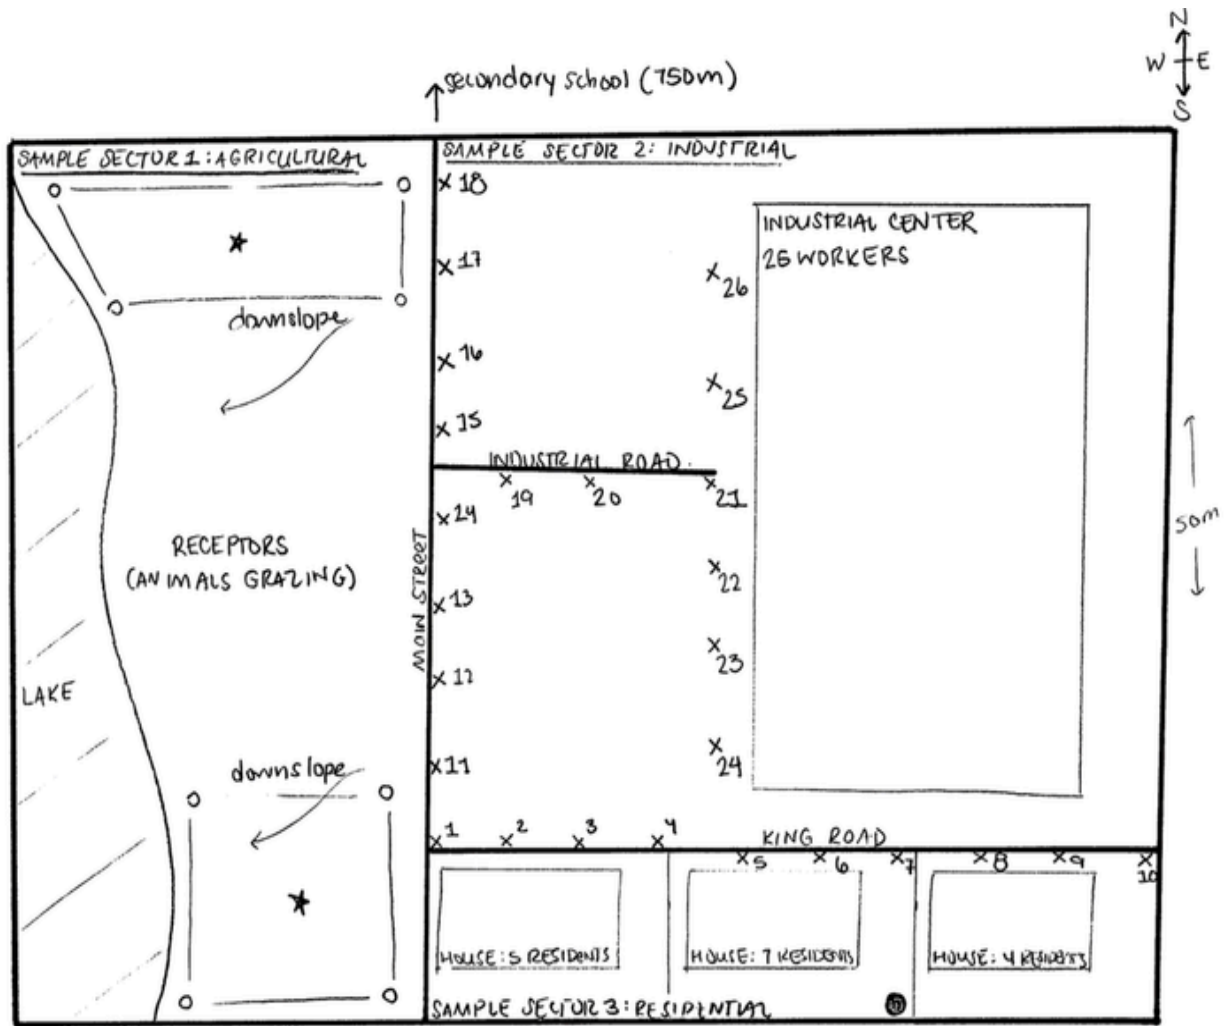 N
W E
S
secondary school (750m)
SAMPLE SECTOR 1: AGRICULTURAL
SAMPLE SECTOR 2: INDUSTRIAL
18
INDUSTRIAL CENTER
17
26
downslope
16
25
15
INDUSTRIAL ROAD
19
20
21
14
50m
RECEPTORS
(ANIMALS GRAZING)
MAIN STREET
22
13
23
12
LAKE
24
11
downslope
1
2
3
4
KING ROAD
5
6
7
8
9
10
HOUSE: 5 RESIDENTS
HOUSE: 7 RESIDENTS
HOUSE: 4 RESIDENTS
SAMPLE SECTOR 3: RESIDENTIAL